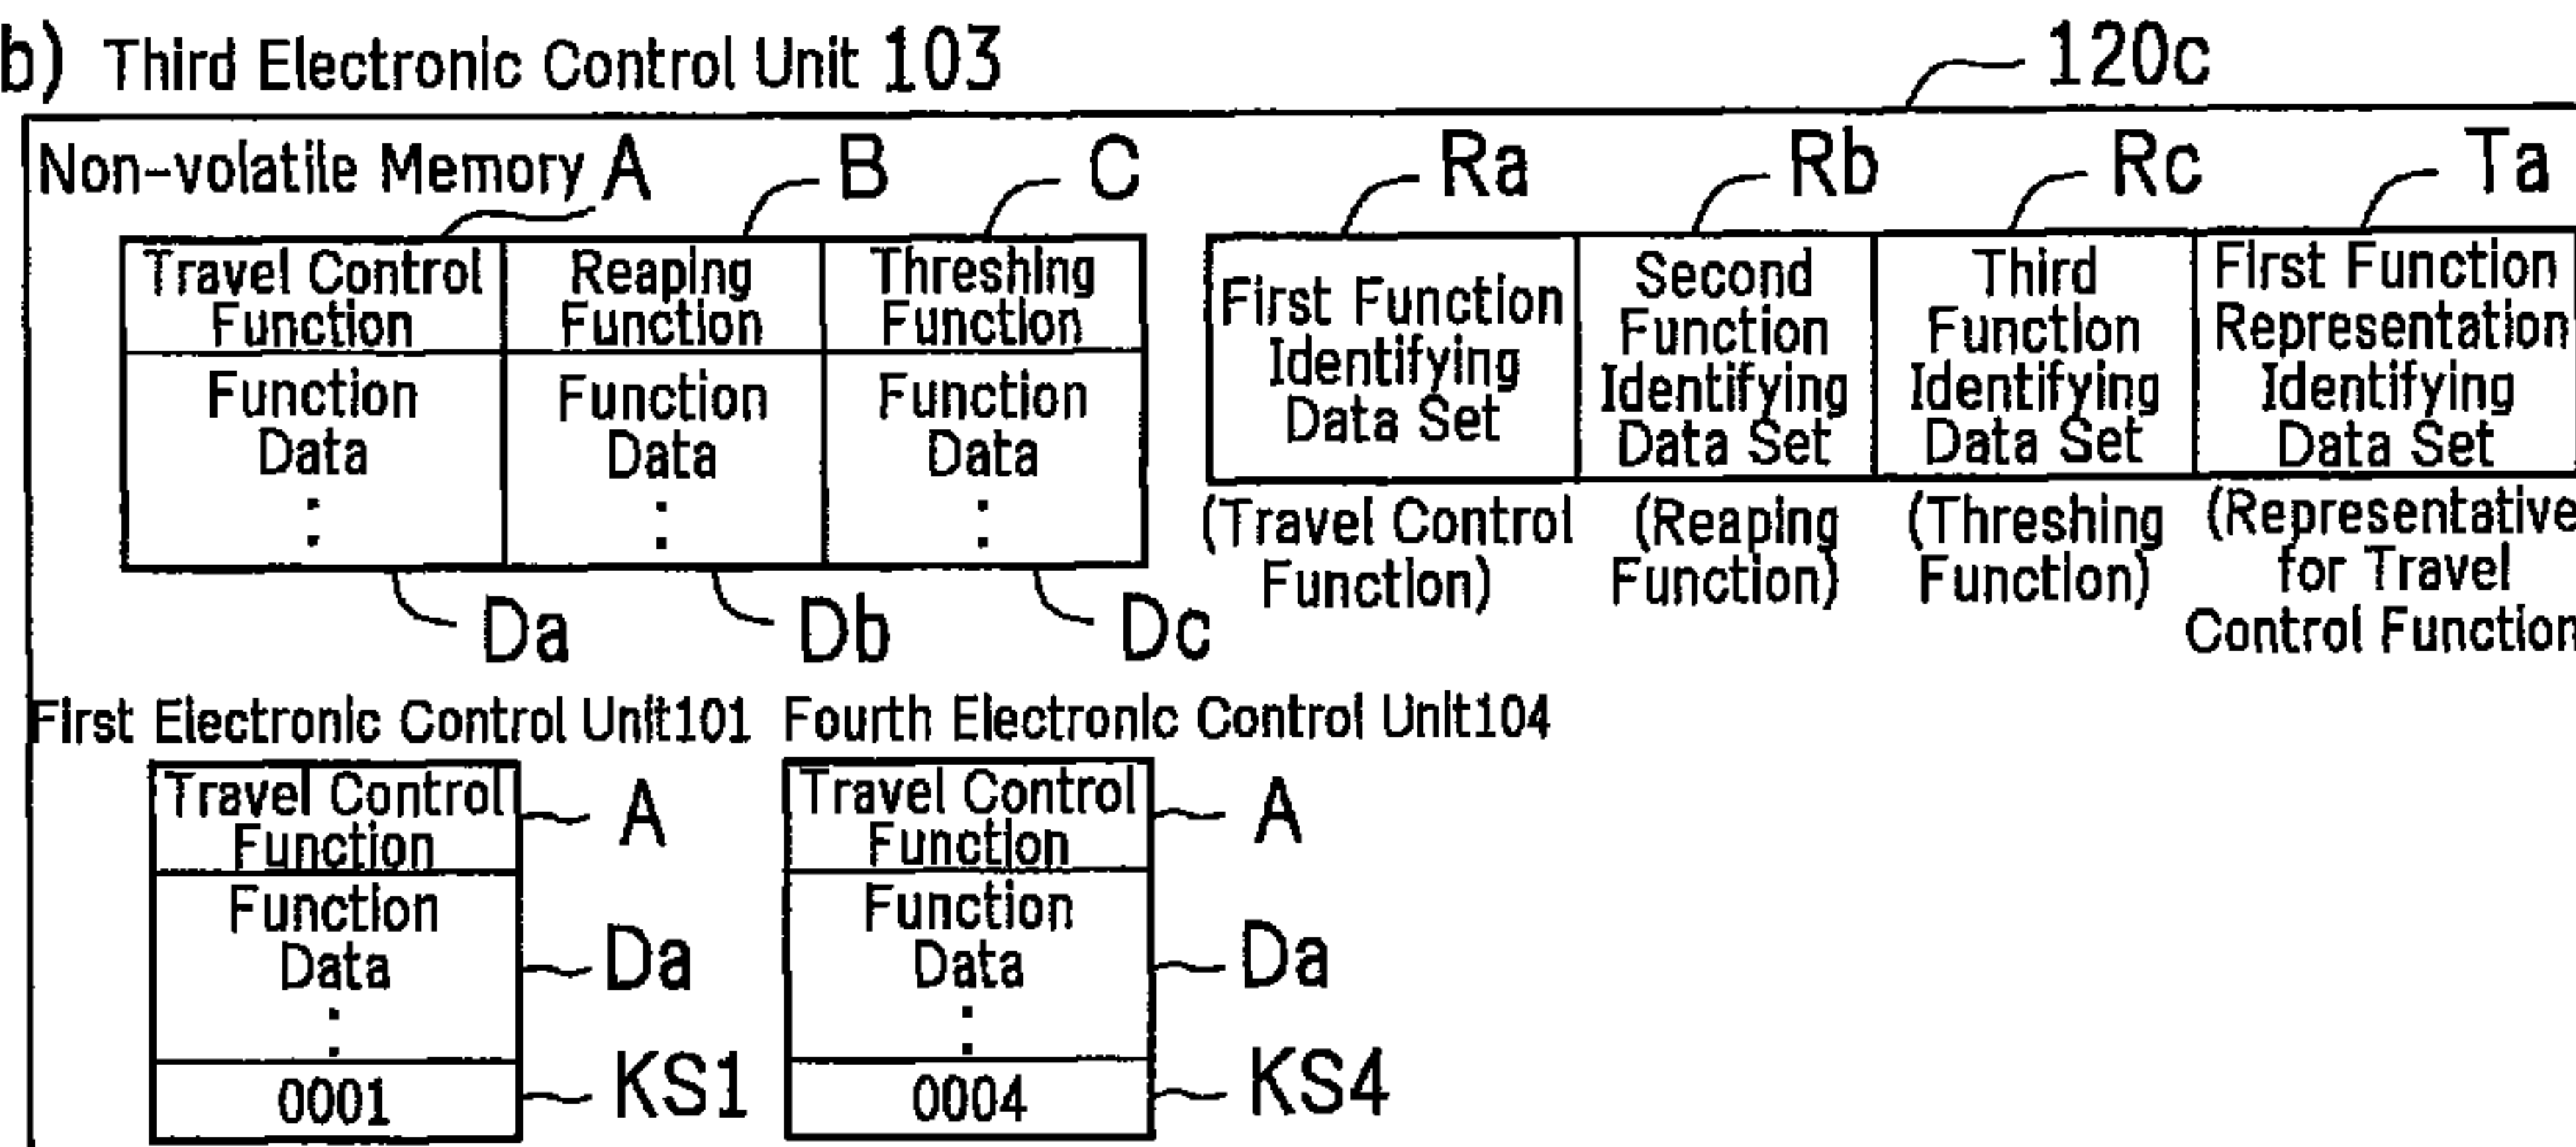 b) Third Electronic Control Unit 103
120c
Non-volatile Memory A B C Ra Rb Rc Ta
Travel Control
Function
Reaping
Function
Threshing
Function
Function
Data
:
Function
Data
:
Function
Data
:
Da Db Dc
First Function
Identifying
Data Set
Second
Function
Identifying
Data Set
Third
Function
Identifying
Data Set
First Function
Representation
Identifying
Data Set
(Travel Control
Function)
(Reaping
Function)
(Threshing
Function)
(Representative
for Travel
Control Function
First Electronic Control Unit101
Travel Control
Function
A
Function
Data
:
Da
0001
KS1
Fourth Electronic Control Unit104
Travel Control
Function
A
Function
Data
:
Da
0004
KS4